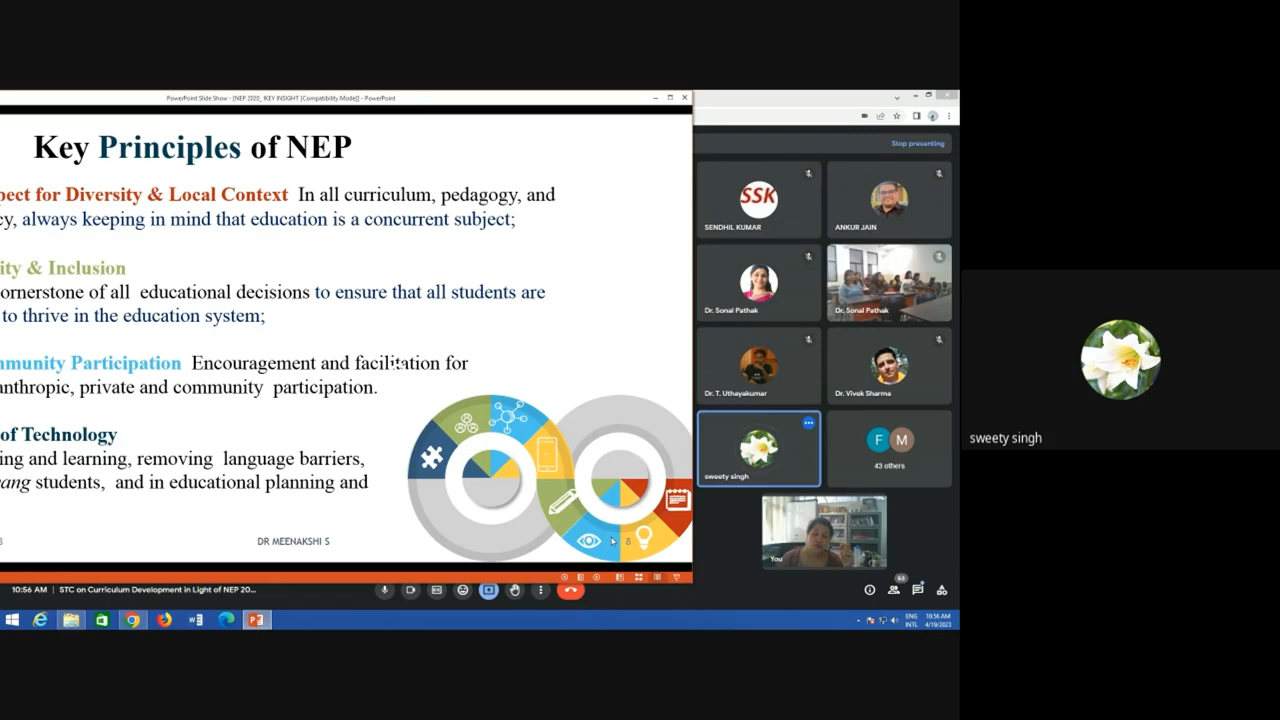 PowerPoint Slide Show - [NEP 2020_ IKEY INSIGHT [Compatibility Mode]] - PowerPoint
Key Principles of NEP
pect for Diversity & Local Context In all curriculum, pedagogy, and
cy, always keeping in mind that education is a concurrent subject;
ity & Inclusion
ornerstone of all educational decisions to ensure that all students are
to thrive in the education system;
mmunity Participation Encouragement and facilitation for
anthropic, private and community participation.
of Technology
ing and learning, removing language barriers,
ang students, and in educational planning and
3
DR MEENAKSHI S
8
Stop presenting
SSK
SENDHIL KUMAR
ANKUR JAIN
Dr. Sonal Pathak
Dr. Sonal Pathak
Dr. T. Uthayakumar
Dr. Vivek Sharma
sweety singh
F M
43 others
You
sweety singh
10:56 AM | STC on Curriculum Development in Light of NEP 20...
53
ENG
INTL
10:56 AM
4/19/2023